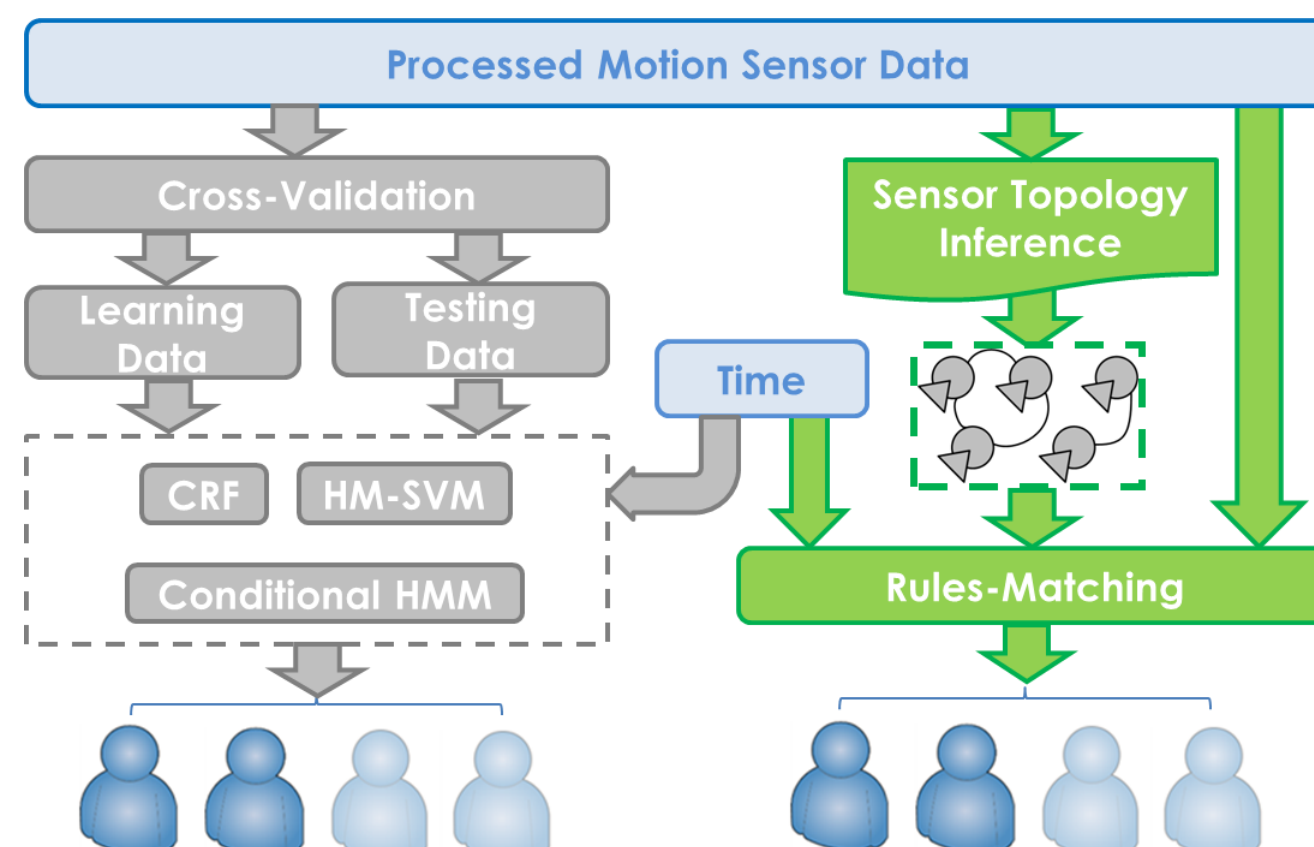 Processed Motion Sensor Data
Cross-Validation
Sensor Topology
Inference
Learning
Data
Testing
Data
Time
CRF
HM-SVM
Conditional HMM
Rules-Matching